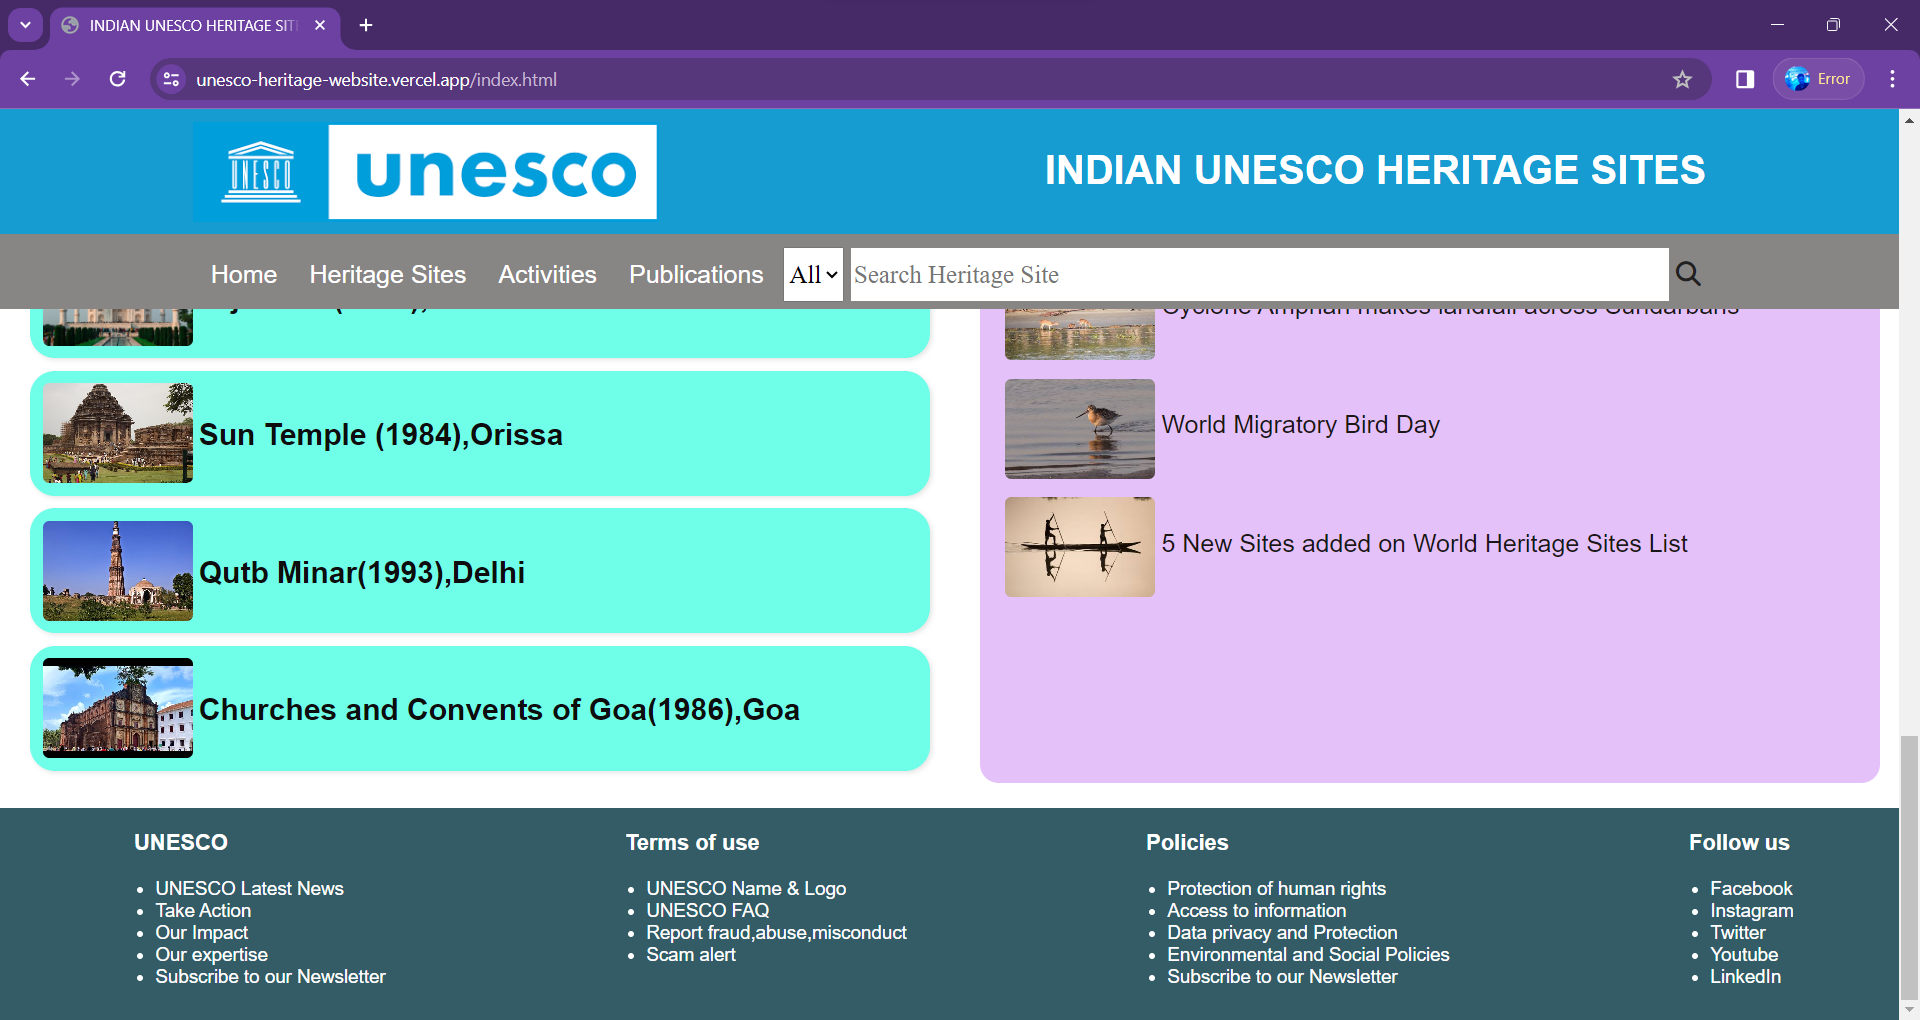 INDIAN UNESCO HERITAGE SIT
unesco-heritage-website.vercel.app/index.html
Error
UNESCO
unesco
INDIAN UNESCO HERITAGE SITES
Home
Heritage Sites
Activities
Publications
All
Search Heritage Site
Cyclone Amphan makes landfall across Sundarbans
Sun Temple (1984),Orissa
World Migratory Bird Day
Qutb Minar(1993),Delhi
5 New Sites added on World Heritage Sites List
Churches and Convents of Goa(1986),Goa
UNESCO
UNESCO Latest News
Take Action
Our Impact
Our expertise
Subscribe to our Newsletter
Terms of use
UNESCO Name & Logo
UNESCO FAQ
Report fraud,abuse,misconduct
Scam alert
Policies
Protection of human rights
Access to information
Data privacy and Protection
Environmental and Social Policies
Subscribe to our Newsletter
Follow us
Facebook
Instagram
Twitter
Youtube
LinkedIn